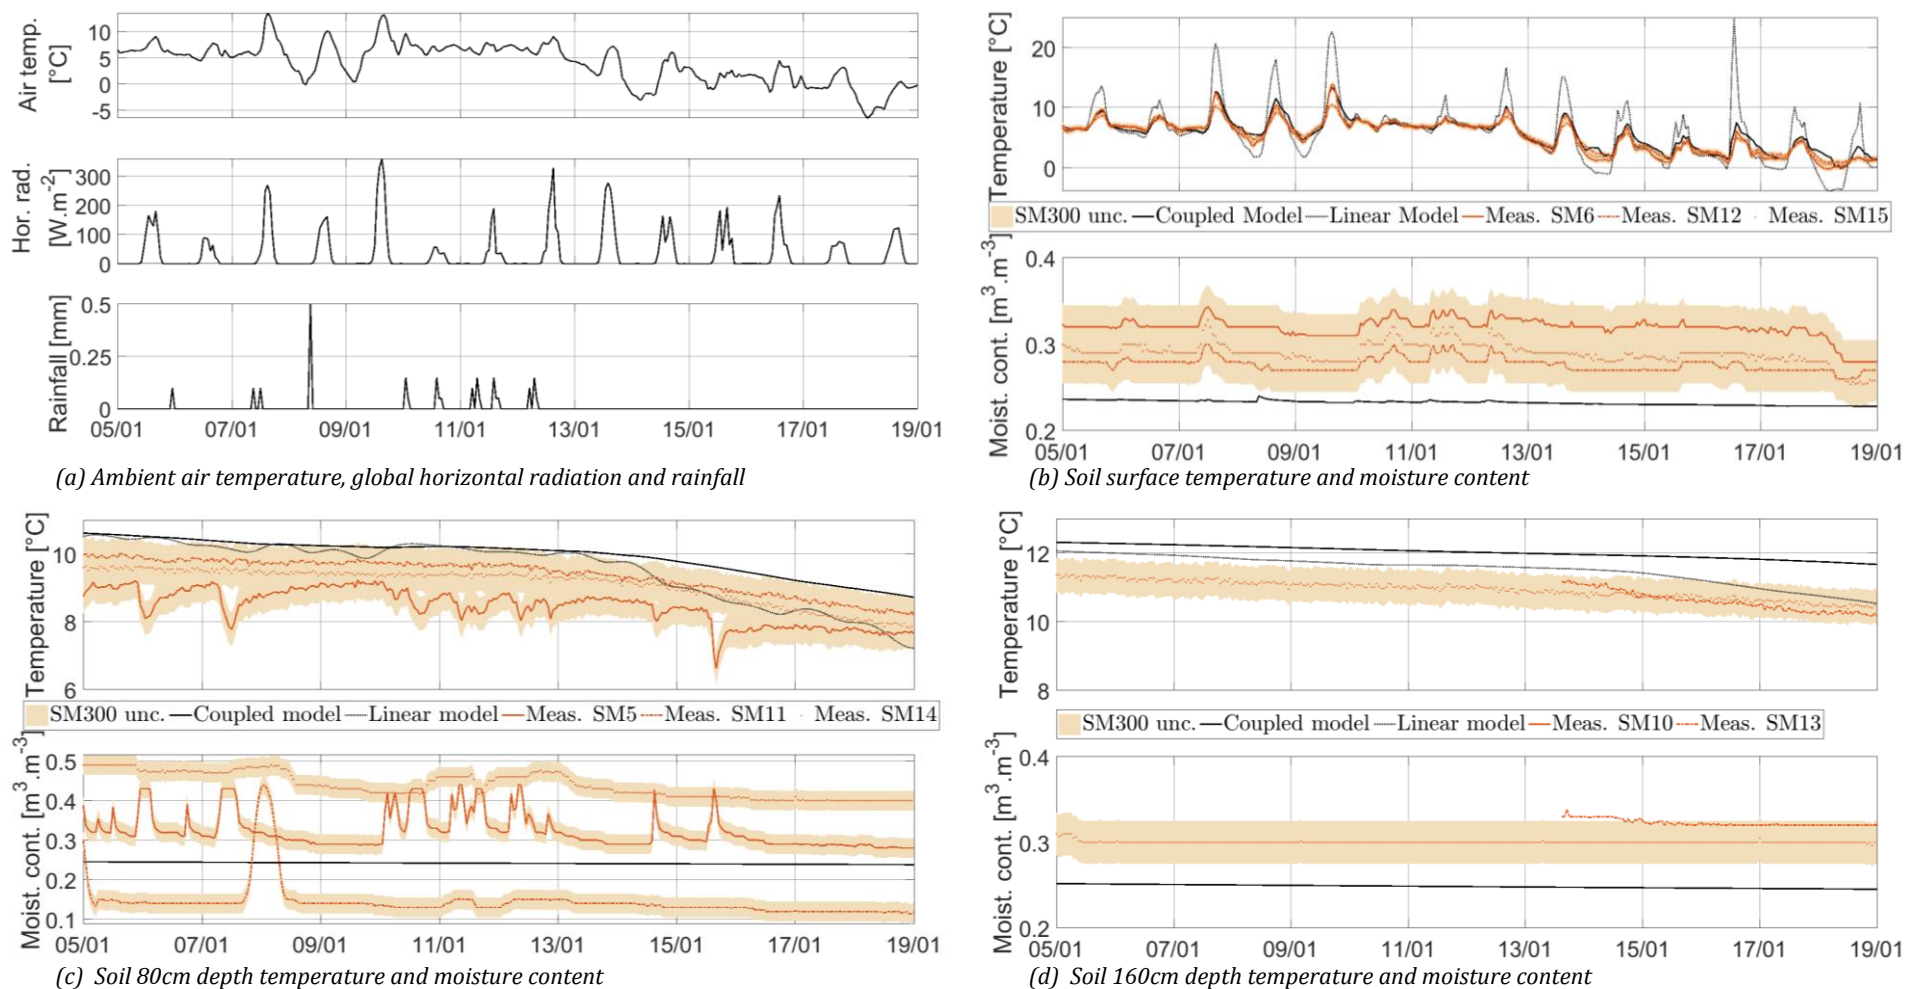 Air temp. [°C]
10
5
0
-5
Hor. rad. [W.m-2]
300
200
100
0
Rainfall [mm]
0.5
0.25
0
05/01 07/01 09/01 11/01 13/01 15/01 17/01 19/01
(a) Ambient air temperature, global horizontal radiation and rainfall
Temperature [°C]
20
10
0
SM300 unc. Coupled Model Linear Model Meas. SM6 Meas. SM12 Meas. SM15
Moist. cont. [m3.m-3]
0.4
0.3
0.2
05/01 07/01 09/01 11/01 13/01 15/01 17/01 19/01
(b) Soil surface temperature and moisture content
Temperature [°C]
10
8
6
SM300 unc. Coupled model Linear model Meas. SM5 Meas. SM11 Meas. SM14
Moist. cont. [m3.m-3]
0.5
0.4
0.3
0.2
0.1
05/01 07/01 09/01 11/01 13/01 15/01 17/01 19/01
(c) Soil 80cm depth temperature and moisture content
Temperature [°C]
12
10
8
SM300 unc. Coupled model Linear model Meas. SM10 Meas. SM13
Moist. cont. [m3.m-3]
0.4
0.3
0.2
05/01 07/01 09/01 11/01 13/01 15/01 17/01 19/01
(d) Soil 160cm depth temperature and moisture content